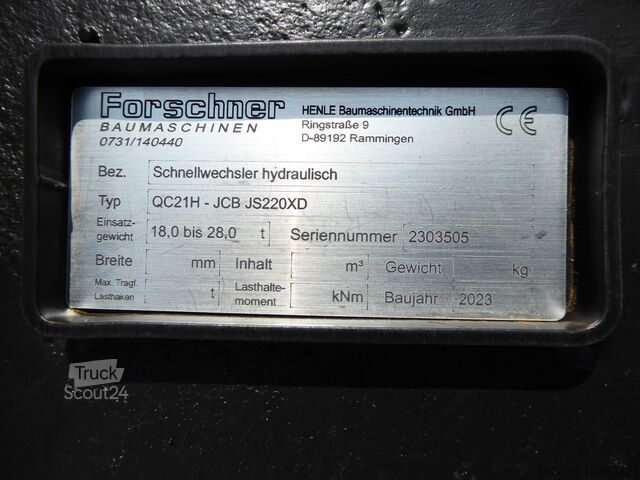 Forschner
BAUMASCHINEN
0731/140440
HENLE Baumaschinentechnik GmbH
Ringstraße 9
D-89192 Rammingen
CE
Bez. Schnellwechsler hydraulisch
Typ QC21H - JCB JS220XD
Einsatz-
gewicht 18,0 bis 28,0 t Seriennummer 2303505
Breite mm Inhalt m³ Gewicht kg
Max. Tragf.
Lasthaken t
Lasthalte-
moment kNm Baujahr 2023
Truck
Scout24